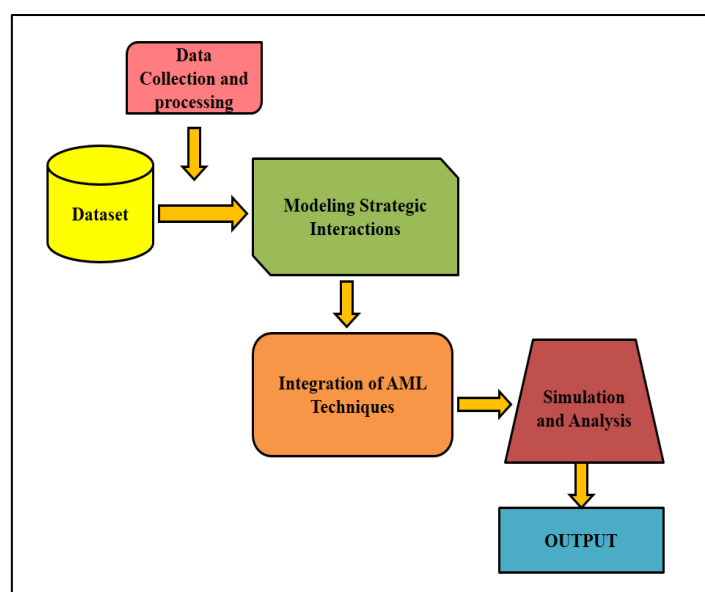 Data
Collection and
processing
Dataset
Modeling Strategic
Interactions
Integration of AML
Techniques
Simulation
and Analysis
OUTPUT